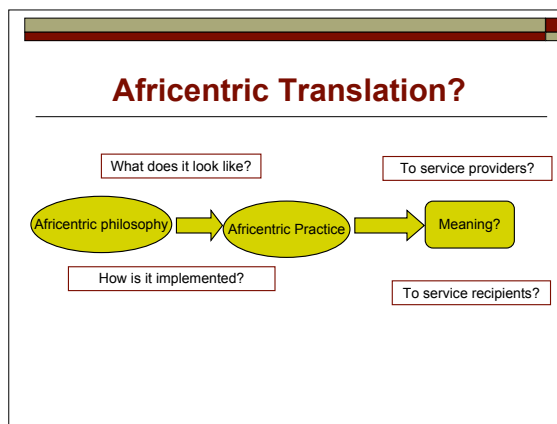 Africentric Translation?
What does it look like?
To service providers?
Africentric philosophy
Africentric Practice
Meaning?
How is it implemented?
To service recipients?